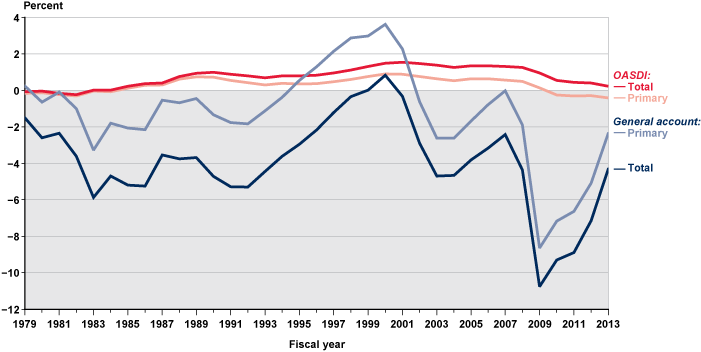 Percent
4
2
0
−2
−4
−6
−8
−10
−12
OASDI:
Total
Primary
General account:
Primary
Total
1979 1981 1983 1985 1987 1989 1991 1993 1995 1997 1999 2001 2003 2005 2007 2009 2011 2013
Fiscal year